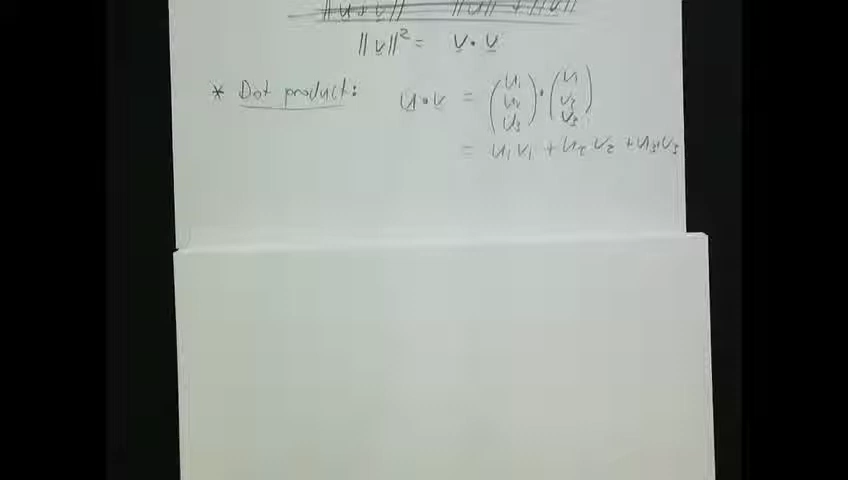 ||v||² = v · v
* Dot product: u · v = (u₁ u₂ u₃) · (v₁ v₂ v₃)
= u₁v₁ + u₂v₂ + u₃v₃